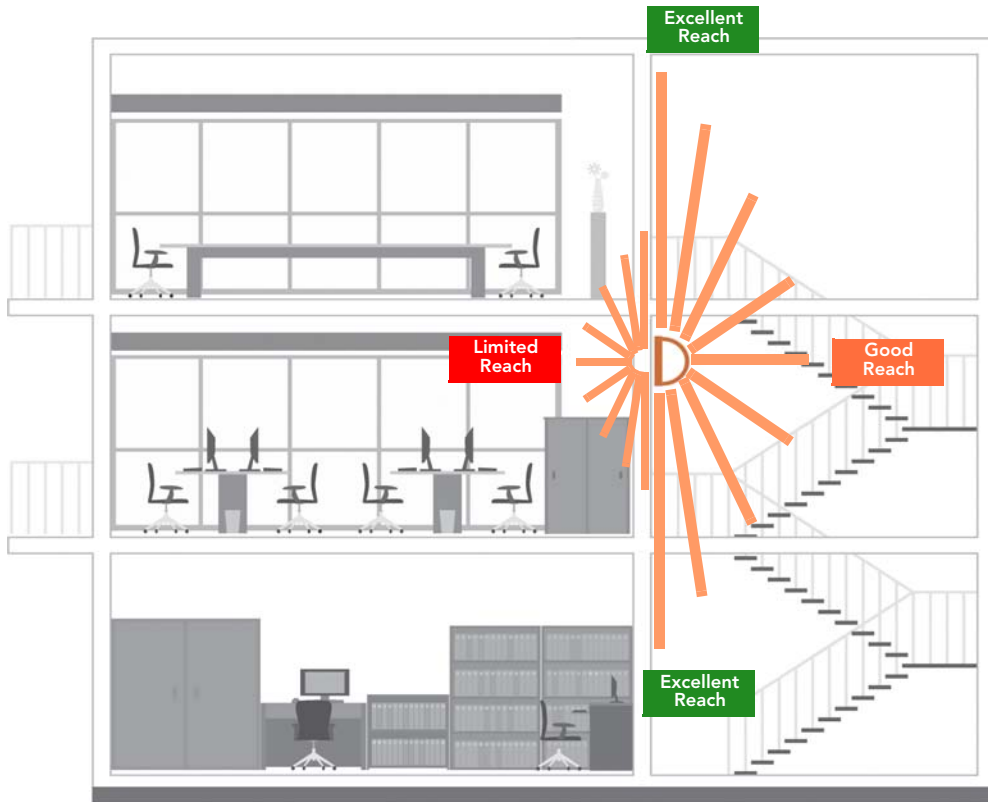 Excellent
Reach
Limited
Reach
Good
Reach
Excellent
Reach